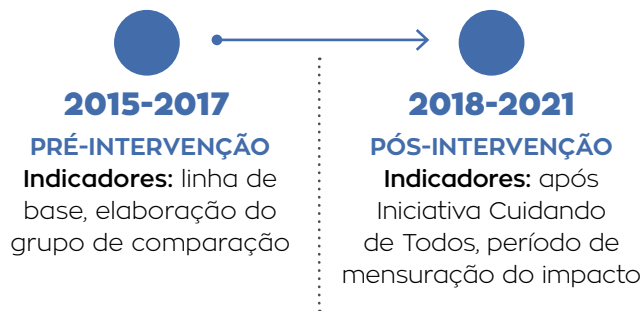 2015-2017
PRÉ-INTERVENÇÃO
Indicadores: linha de
base, elaboração do
grupo de comparação
2018-2021
PÓS-INTERVENÇÃO
Indicadores: após
Iniciativa Cuidando
de Todos, período de
mensuração do impacto